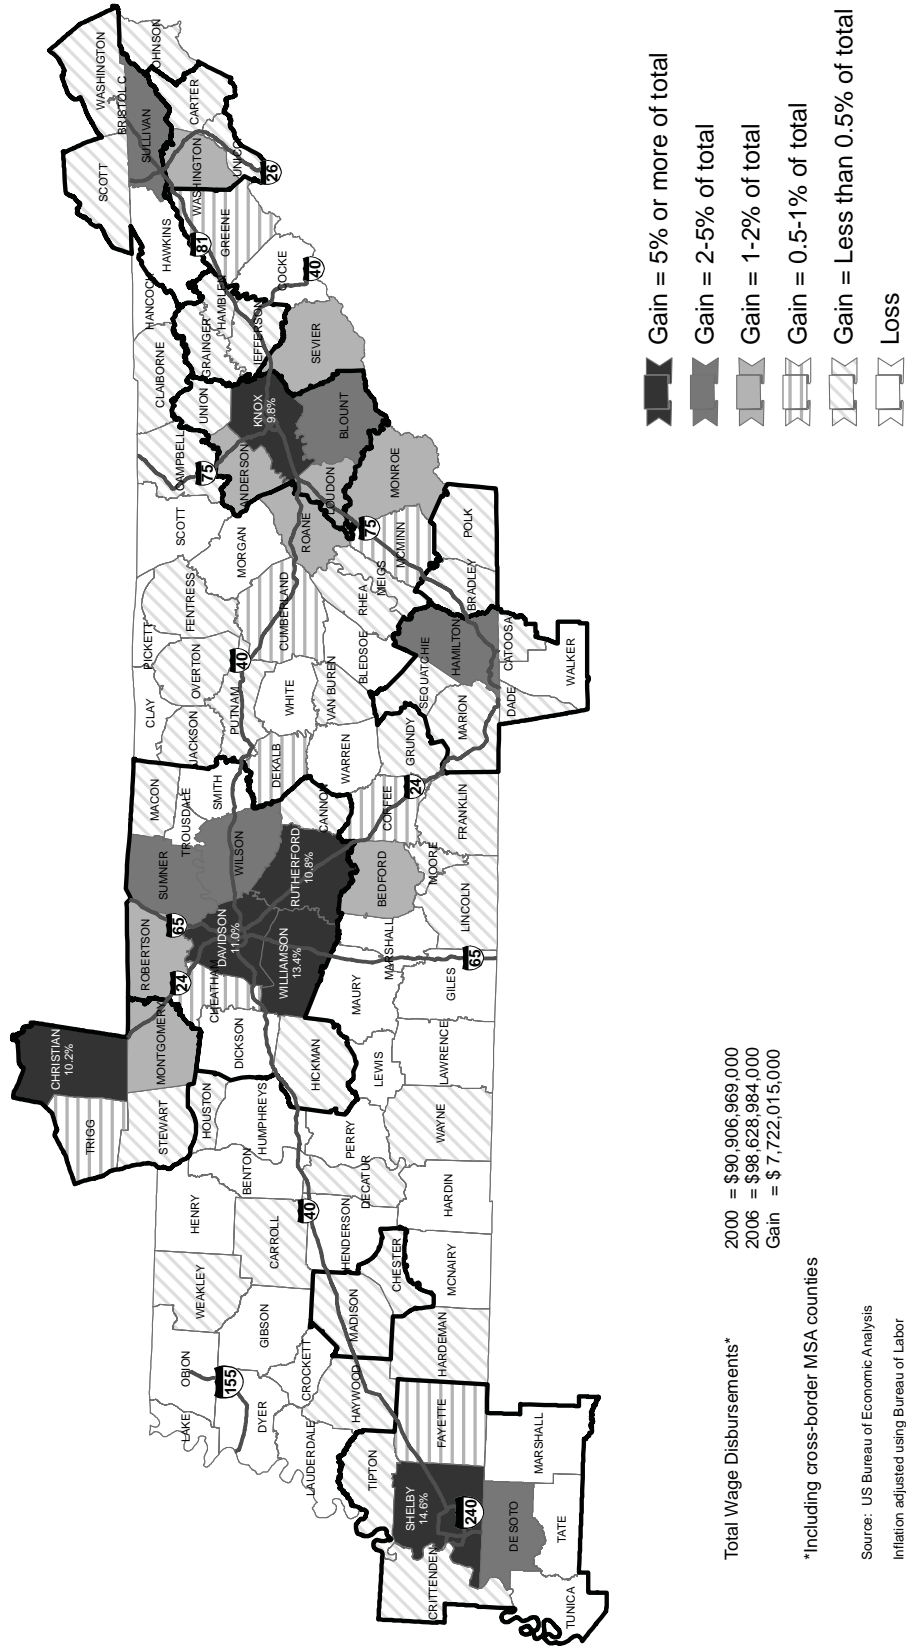 WASHINGTON
BRISTOL C
SULLIVAN
JOHNSON
CARTER
WASHINGTON
UNICO
26
SCOTT
HAWKINS
81
GREENE
HANCOCK
HAMBLEN
COCKE
40
CLAIBORNE
GRAINGER
JEFFERSON
SEVIER
UNION
KNOX
9.8%
BLOUNT
CAMPBELL
75
ANDERSON
LOUDON
MONROE
SCOTT
MORGAN
ROANE
75
MCMINN
POLK
FENTRESS
CUMBERLAND
RHEA
MEIGS
BRADLEY
PICKETT
OVERTON
40
BLEDSOE
HAMILTON
CATOOSA
WALKER
CLAY
PUTNAM
WHITE
VAN BUREN
SEQUATCHIE
DADE
JACKSON
MARION
DEKALB
WARREN
GRUNDY
24
MACON
SMITH
TROUSDALE
CANNON
COFFEE
FRANKLIN
SUMNER
WILSON
RUTHERFORD
10.8%
BEDFORD
MOORE
LINCOLN
65
ROBERTSON
DAVIDSON
11.0%
WILLIAMSON
13.4%
MARSHALL
65
24
CHEATHAM
MAURY
GILES
CHRISTIAN
10.2%
MONTGOMERY
DICKSON
HICKMAN
LEWIS
LAWRENCE
TRIGG
STEWART
HOUSTON
HUMPHREYS
PERRY
WAYNE
BENTON
DECATUR
HENRY
40
HARDIN
CARROLL
HENDERSON
WEAKLEY
CHESTER
MCNAIRY
GIBSON
MADISON
HARDEMAN
OBION
155
CROCKETT
HAYWOOD
LAKE
DYER
LAUDERDALE
FAYETTE
TIPTON
MARSHALL
SHELBY
14.6%
240
DESOTO
TATE
CRITTENDEN
TUNICA
Gain = 5% or more of total
Gain = 2-5% of total
Gain = 1-2% of total
Gain = 0.5-1% of total
Gain = Less than 0.5% of total
Loss
Total Wage Disbursements* 2000 = $90,906,969,000
2006 = $98,628,984,000
Gain = $ 7,7722,015,000
*Including cross-border MSA counties
Source: US Bureau of Economic Analysis
Inflation adjusted using Bureau of Labor